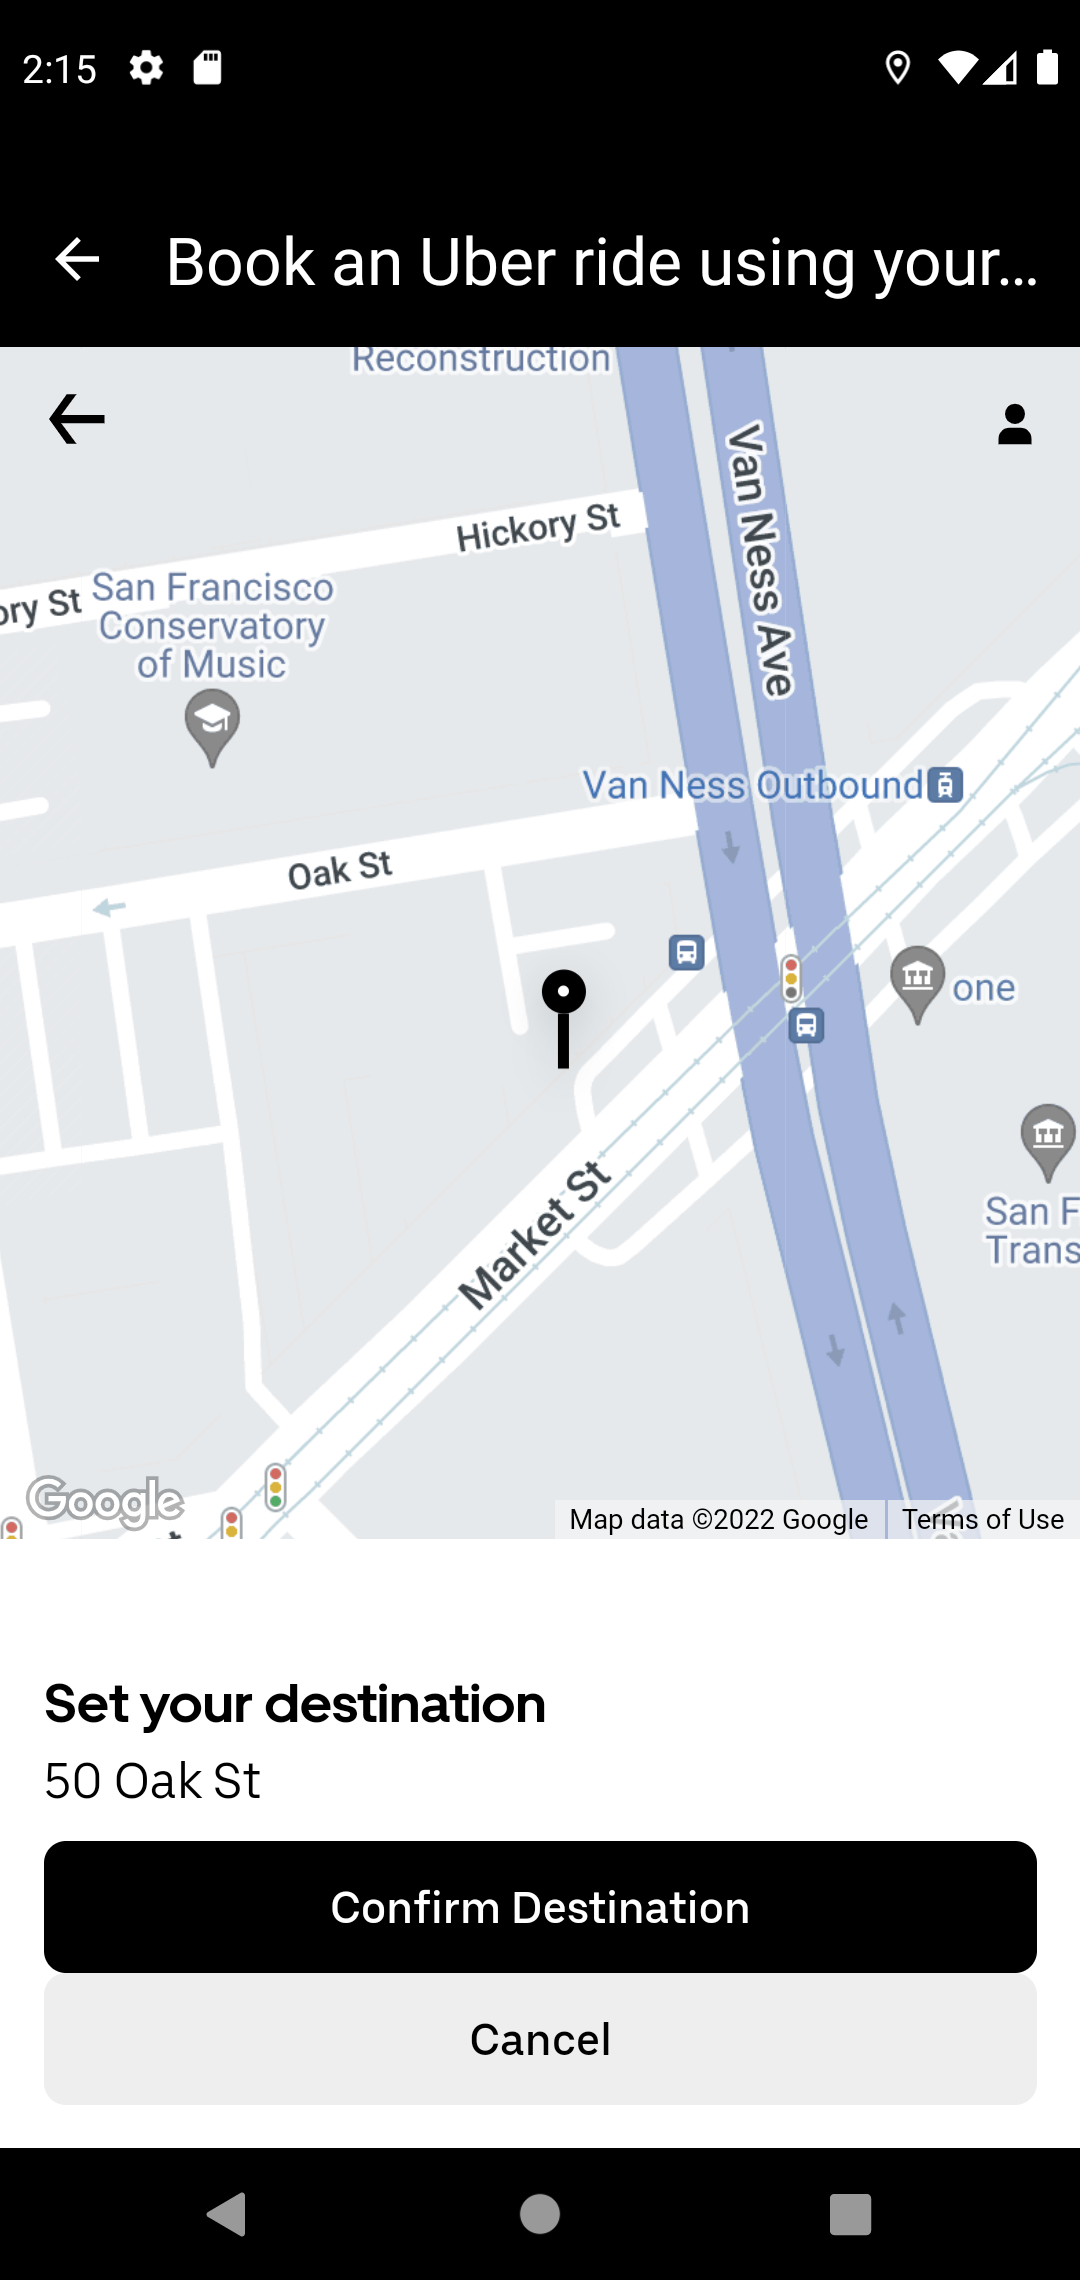 2:15
Book an Uber ride using your...
Reconstruction
Hickory St
Van Ness Ave
ory St
San Francisco
Conservatory
of Music
Van Ness Outbound
Oak St
one
Market St
San F
Trans
Google
Map data ©2022 Google
Terms of Use
Set your destination
50 Oak St
Confirm Destination
Cancel